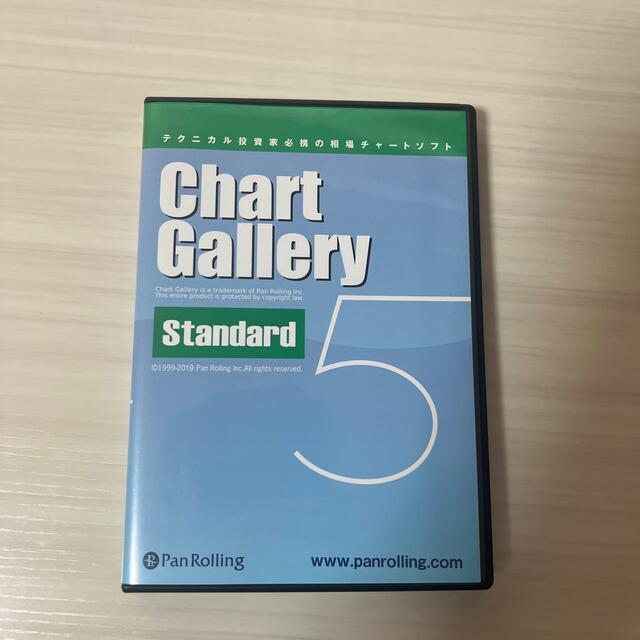 テクニカル投資家必携の相場チャートソフト
Chart
Gallery
Chart Gallery is a trademark of Pan Rolling Inc.
This entire product is protected by copyright law.
Standard
5
©1999-2019 Pan Rolling Inc.All rights reserved.
Pan Rolling
www.panrolling.com